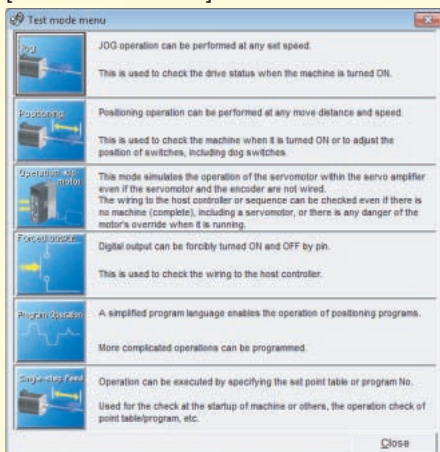 Test mode menu
Jog
JOG operation can be performed at any set speed.
This is used to check the drive status when the machine is turned ON.
Positioning
Positioning operation can be performed at any move distance and speed.
This is used to check the machine when it is turned ON or to adjust the
position of switches, including dog switches.
Operation w/o
motor
This mode simulates the operation of the servomotor within the servo amplifier
even if the servomotor and the encoder are not wired.
The wiring to the host controller or sequence can be checked even if there is
no machine (complete), including a servomotor, or there is any danger of the
motor's override when it is running.
Forced output
Digital output can be forcibly turned ON and OFF by pin.
This is used to check the wiring to the host controller.
Program Operation
A simplified program language enables the operation of positioning programs.
More complicated operations can be programmed.
Single-step Feed
Operation can be executed by specifying the set point table or program No.
Used for the check at the startup of machine or others, the operation check of
point table/program, etc.
Close